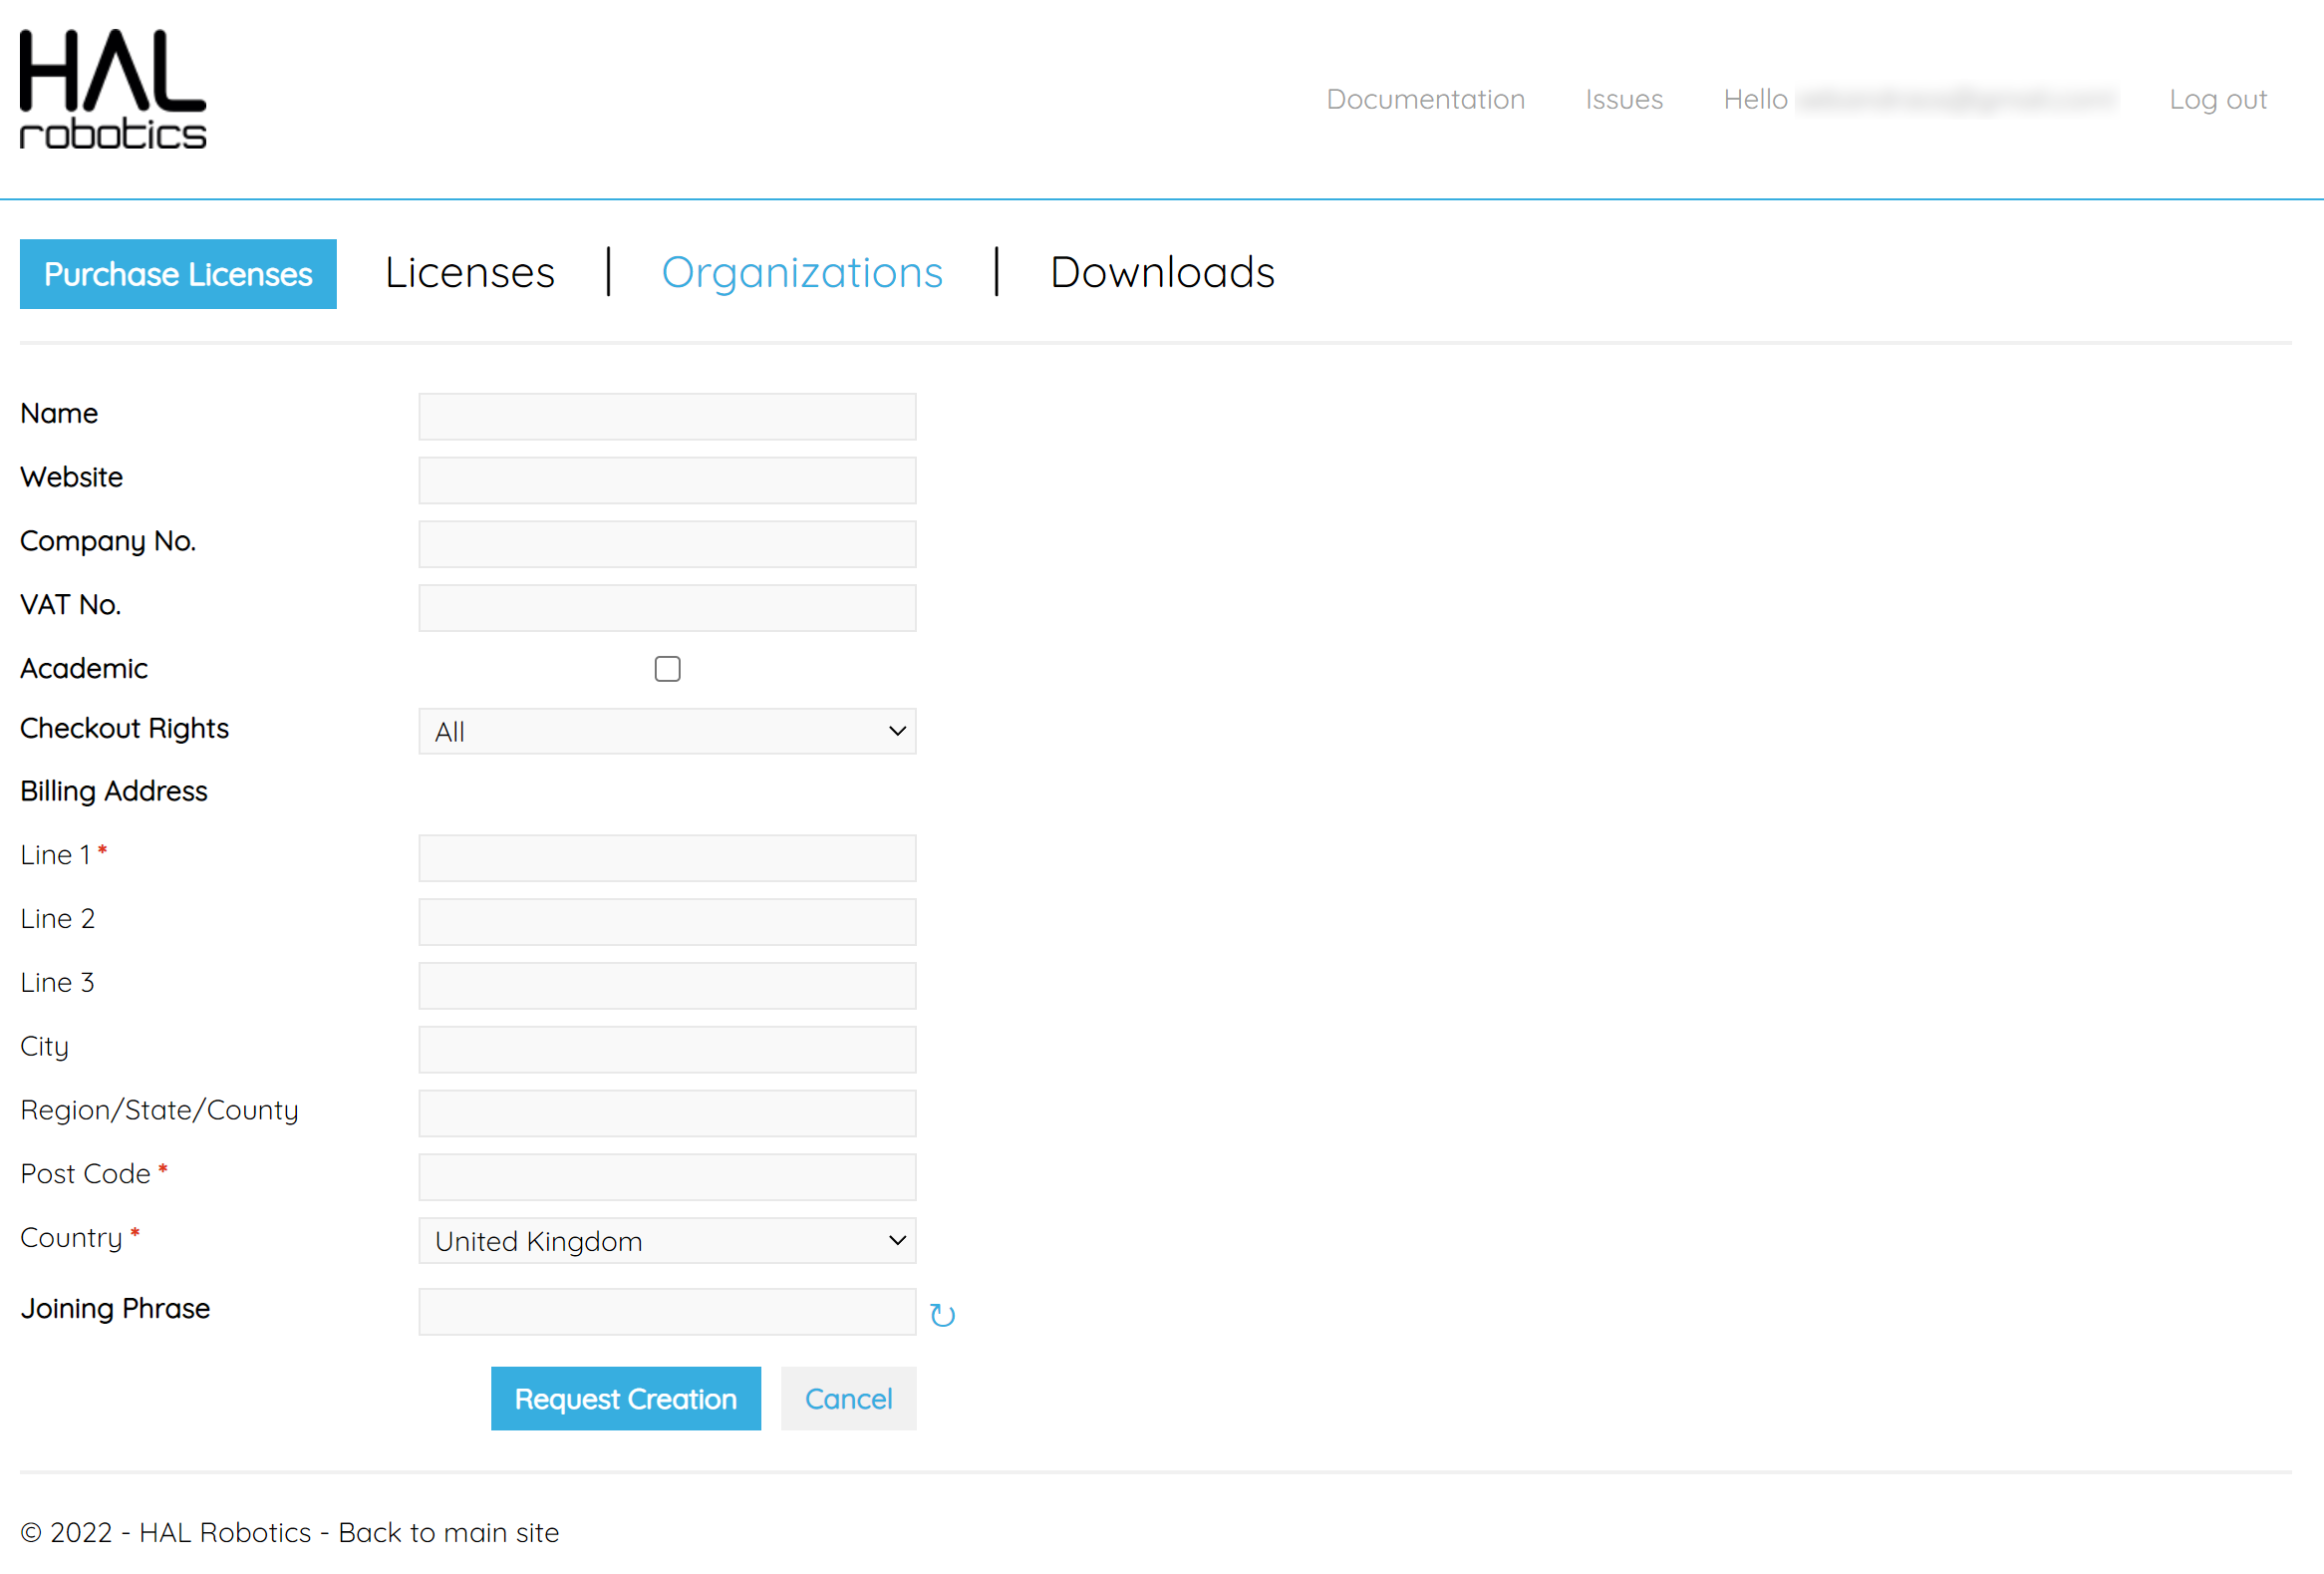 HAL
robotics
Documentation Issues Hello Log out
Purchase Licenses Licenses | Organizations | Downloads
Name
Website
Company No.
VAT No.
Academic
Checkout Rights All
Billing Address
Line 1 *
Line 2
Line 3
City
Region/State/County
Post Code *
Country * United Kingdom
Joining Phrase
Request Creation Cancel
© 2022 - HAL Robotics - Back to main site